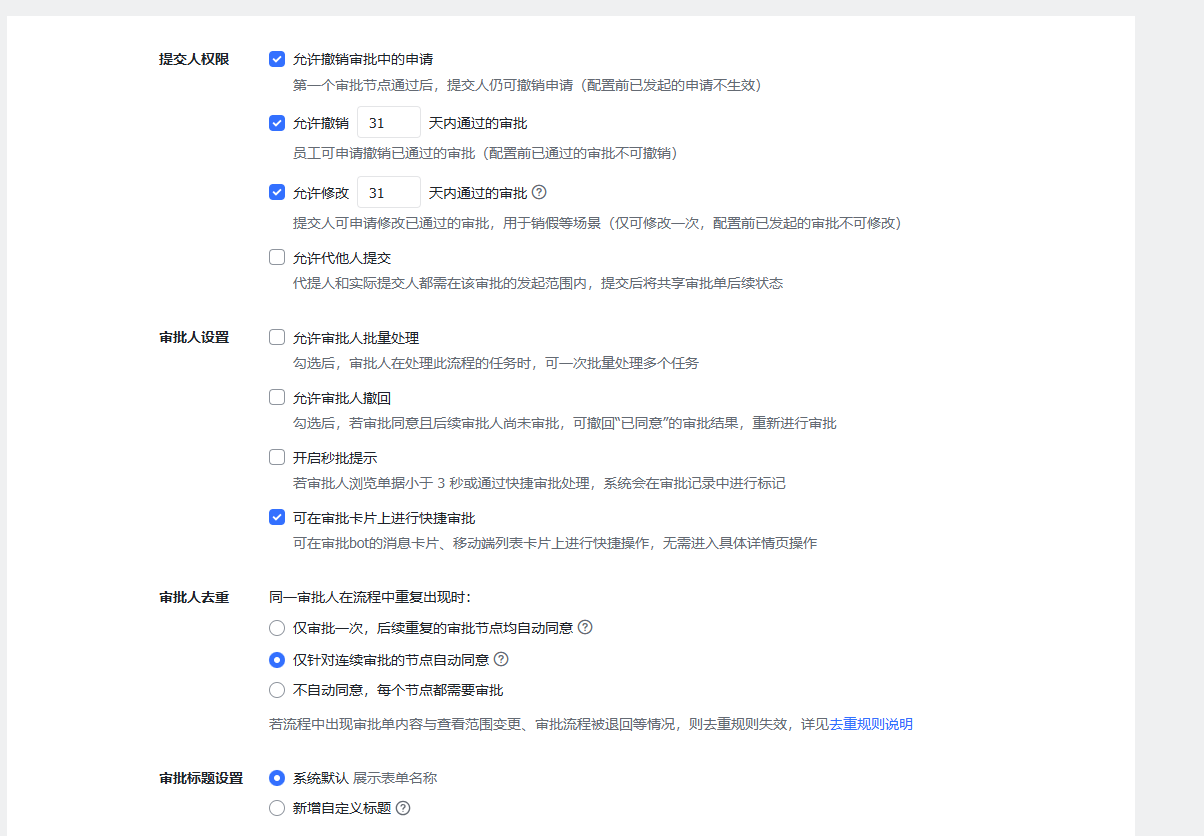 提交人权限 允许撤销审批中的申请
第一个审批节点通过后，提交人仍可撤销申请（配置前已发起的申请不生效）
允许撤销 31 天内通过的审批
员工可申请撤销已通过的审批（配置前已通过的审批不可撤销）
允许修改 31 天内通过的审批
提交人可申请修改已通过的审批，用于销假等场景（仅可修改一次，配置前已发起的审批不可修改）
允许代他人提交
代提人和实际提交人都需在该审批的发起范围内，提交后将共享审批单后续状态
审批人设置 允许审批人批量处理
勾选后，审批人在处理此流程的任务时，可一次批量处理多个任务
允许审批人撤回
勾选后，若审批同意且后续审批人尚未审批，可撤回“已同意”的审批结果，重新进行审批
开启秒批提示
若审批人浏览单据小于 3 秒或通过快捷审批处理，系统会在审批记录中进行标记
可在审批卡片上进行快捷审批
可在审批bot的消息卡片、移动端列表卡片上进行快捷操作，无需进入具体详情页操作
审批人去重 同一审批人在流程中重复出现时：
仅审批一次，后续重复的审批节点均自动同意
仅针对连续审批的节点自动同意
不自动同意，每个节点都需要审批
若流程中出现审批单内容与查看范围变更、审批流程被退回等情况，则去重规则失效，详见去重规则说明
审批标题设置 系统默认 展示表单名称
新增自定义标题